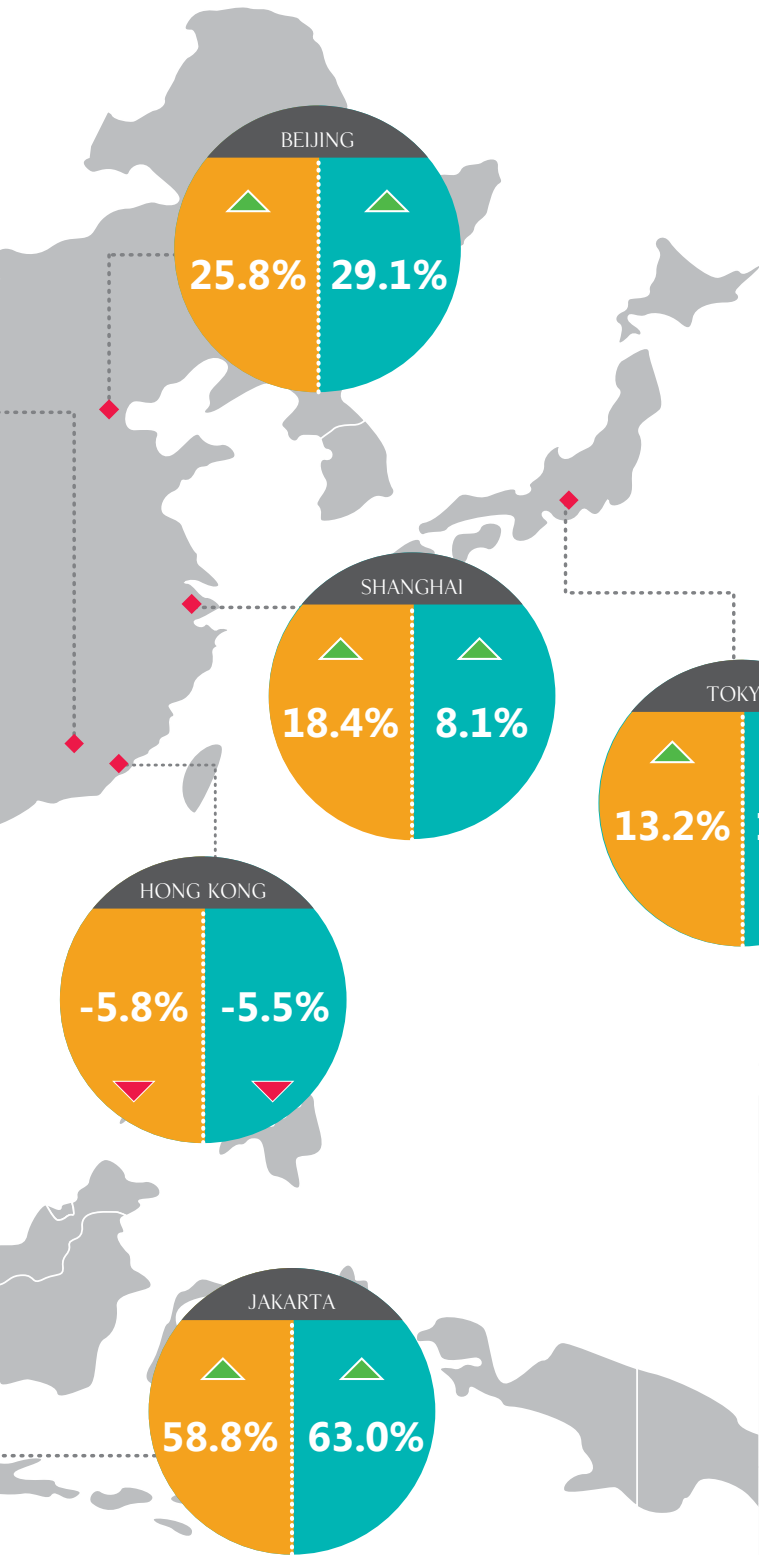 BEIJING
25.8% 29.1%
SHANGHAI
18.4% 8.1%
TOKY
13.2%
HONG KONG
-5.8% -5.5%
JAKARTA
58.8% 63.0%